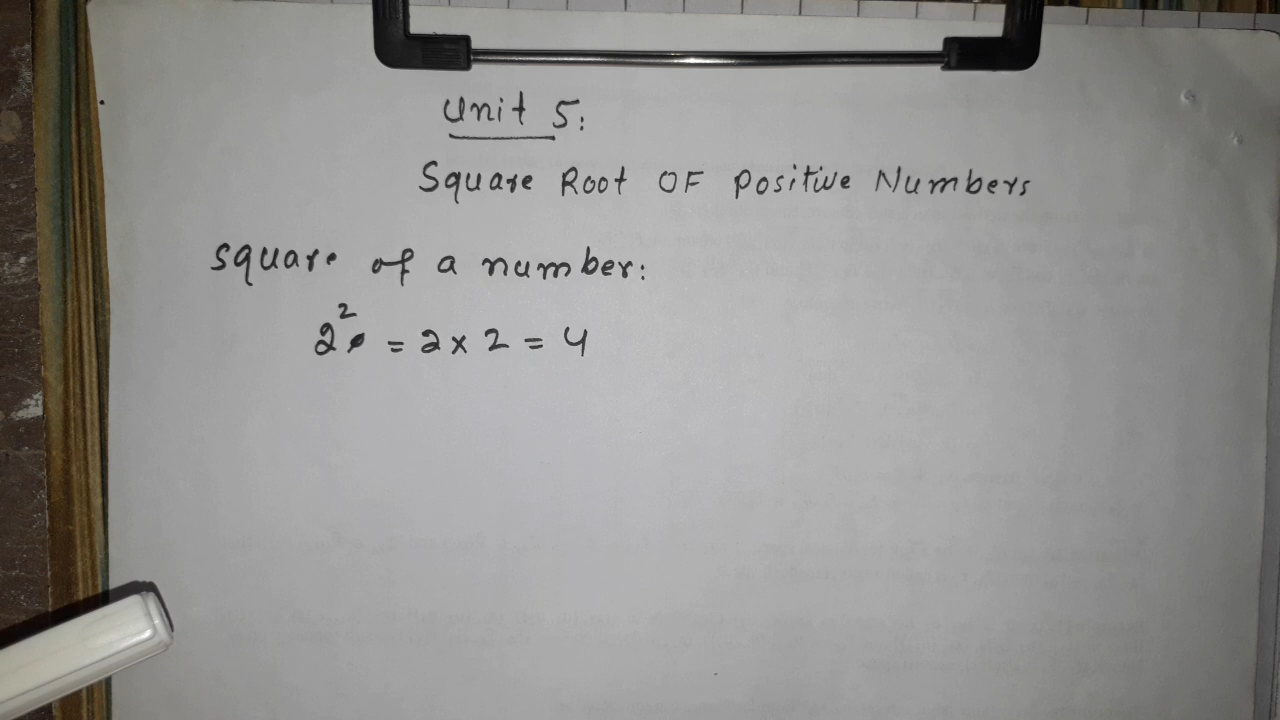 Unit 5:
Square Root OF Positive Numbers
square of a number:
2² = 2 x 2 = 4